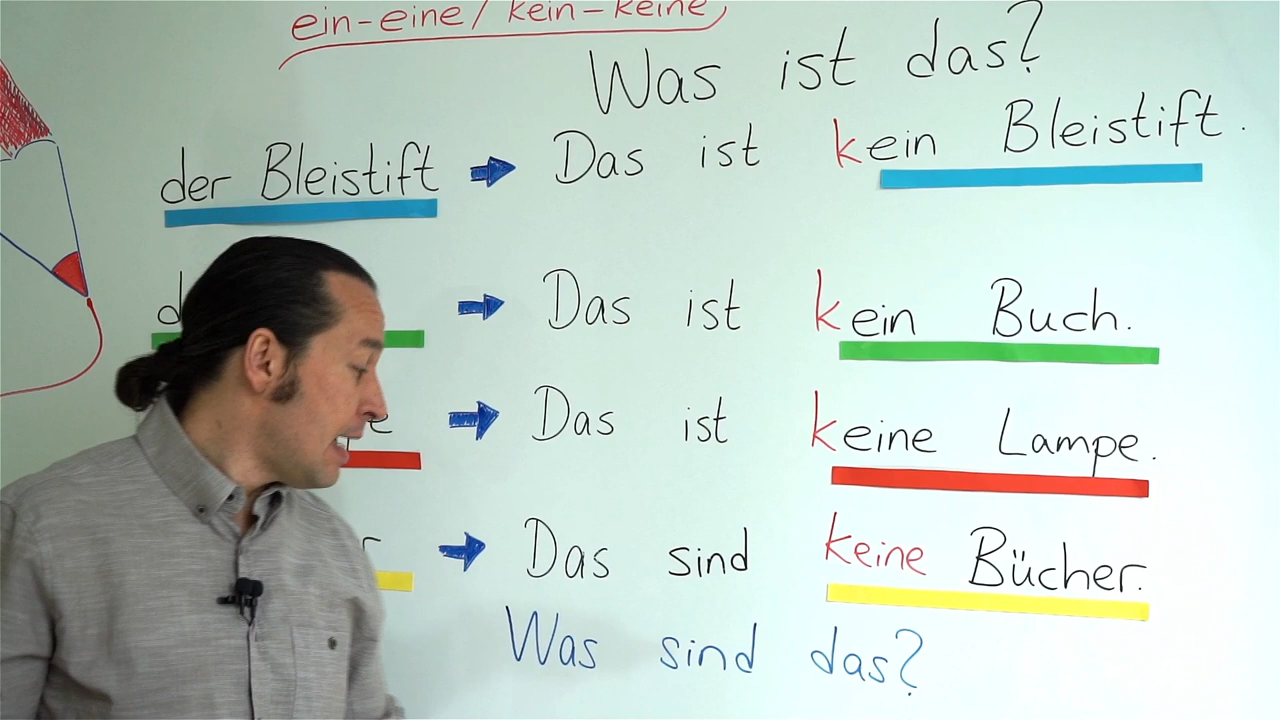 ein-eine / kein-keine
Was ist das?
der Bleistift Das ist kein Bleistift.
Das ist kein Buch.
Das ist keine Lampe.
Das sind keine Bücher.
Was sind das?